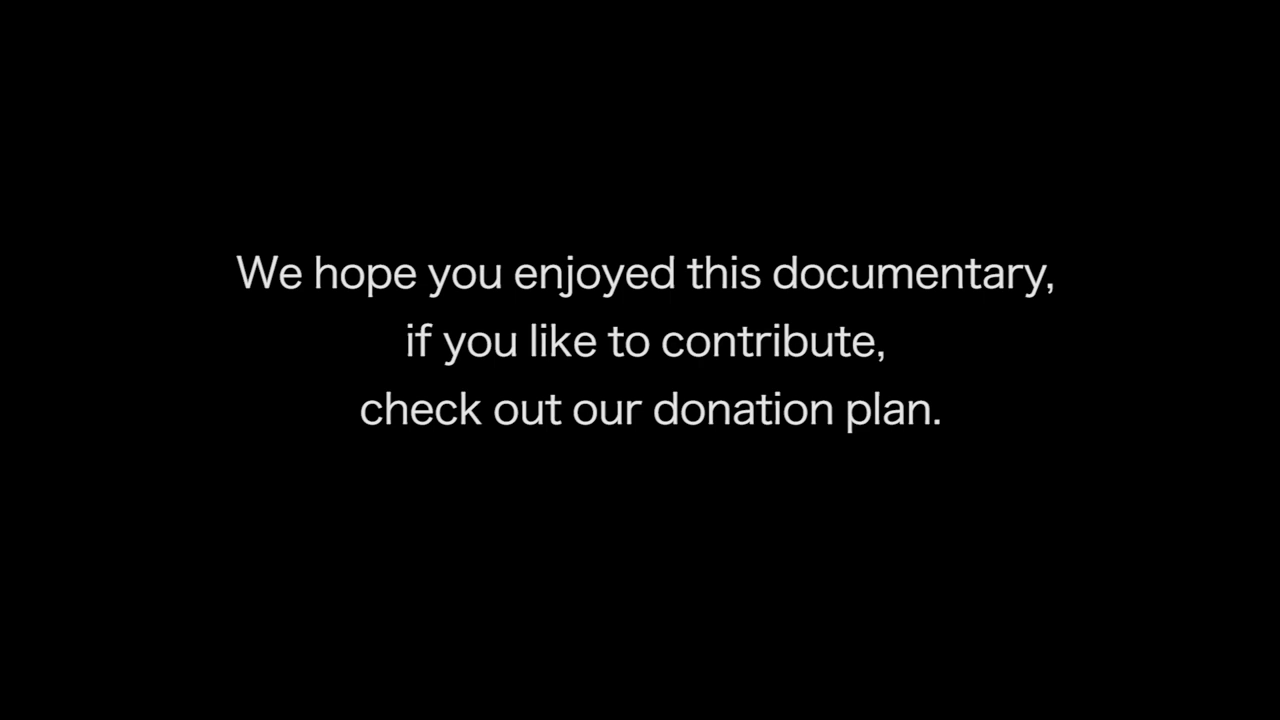 We hope you enjoyed this documentary,
if you like to contribute,
check out our donation plan.